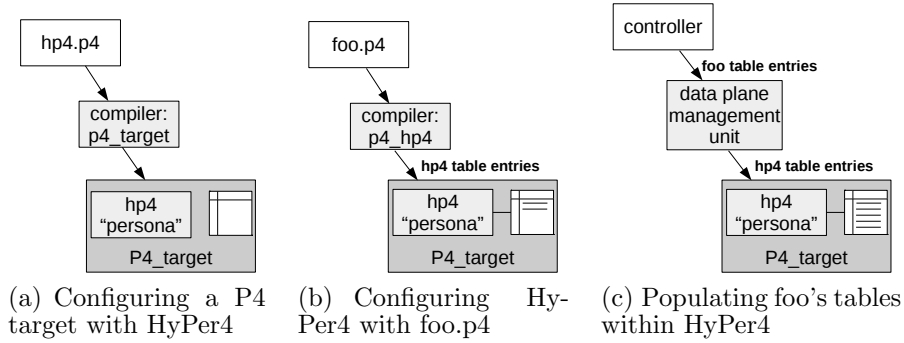 hp4.p4
compiler:
p4_target
hp4
“persona”
P4_target
(a) Configuring a P4
target with HyPer4
foo.p4
compiler:
p4_hp4
hp4 table entries
hp4
“persona”
P4_target
(b) Configuring Hy-
Per4 with foo.p4
controller
foo table entries
data plane
management
unit
hp4 table entries
hp4
“persona”
P4_target
(c) Populating foo’s tables
within HyPer4